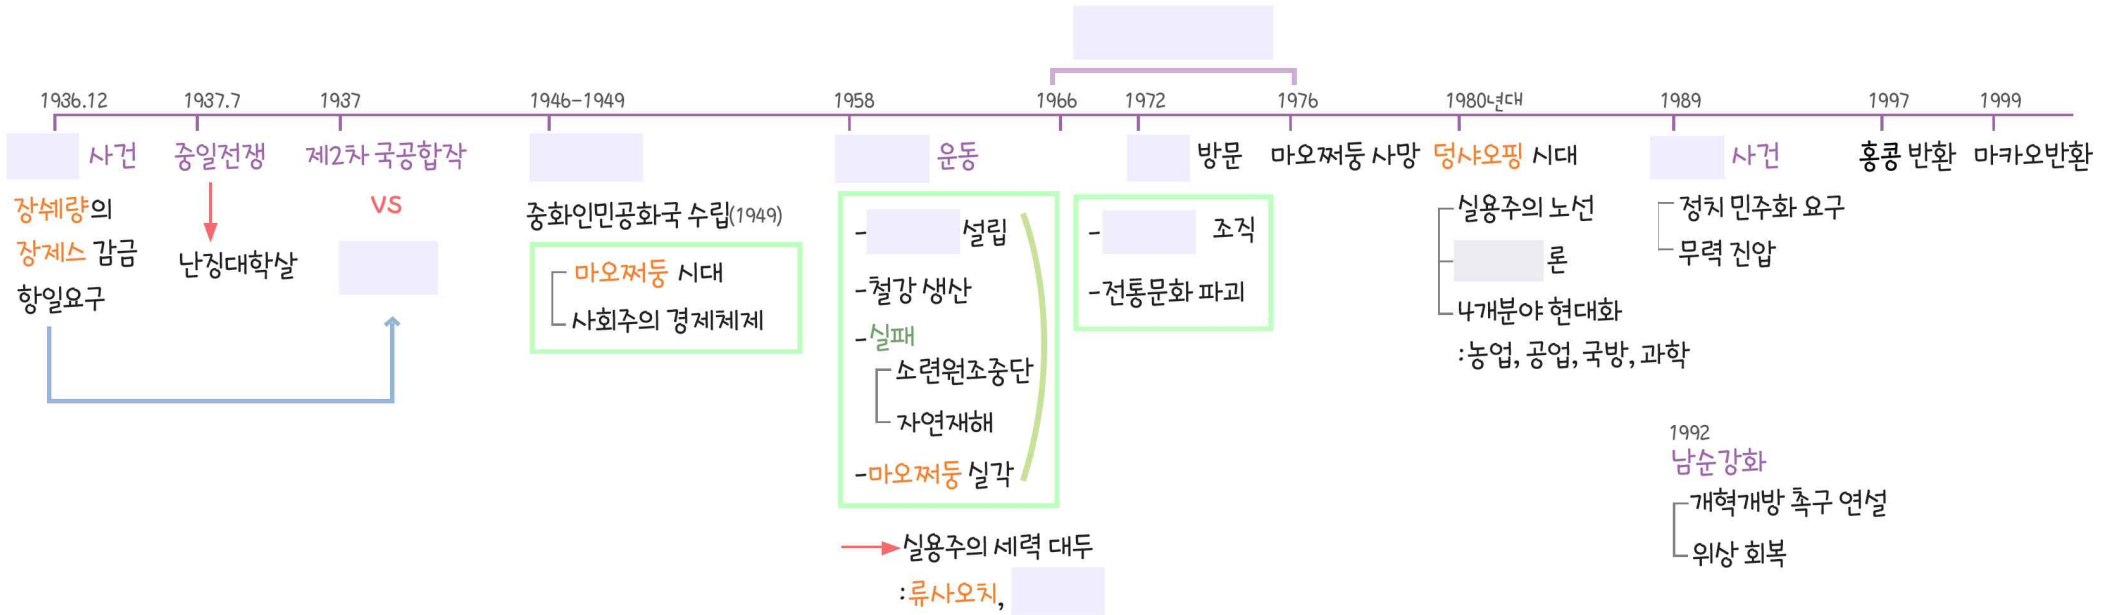 1936.12
사건
장쉐량의
장제스 감금
항일요구
1937.7
중일전쟁
난징대학살
1937
제2차 국공합작
VS
1946-1949
중화인민공화국 수립(1949)
마오쩌둥 시대
사회주의 경제체제
1958
운동
- 설립
-철강 생산
-실패
소련원조중단
자연재해
-마오쩌둥 실각
실용주의 세력 대두
:류사오치,
1966
1972
방문
- 조직
-전통문화 파괴
1976
마오쩌둥 사망
1980년대
덩샤오핑 시대
실용주의 노선
론
4개분야 현대화
:농업, 공업, 국방, 과학
1989
사건
정치 민주화 요구
무력 진압
1992
남순강화
개혁개방 촉구 연설
위상 회복
1997
홍콩 반환
1999
마카오반환